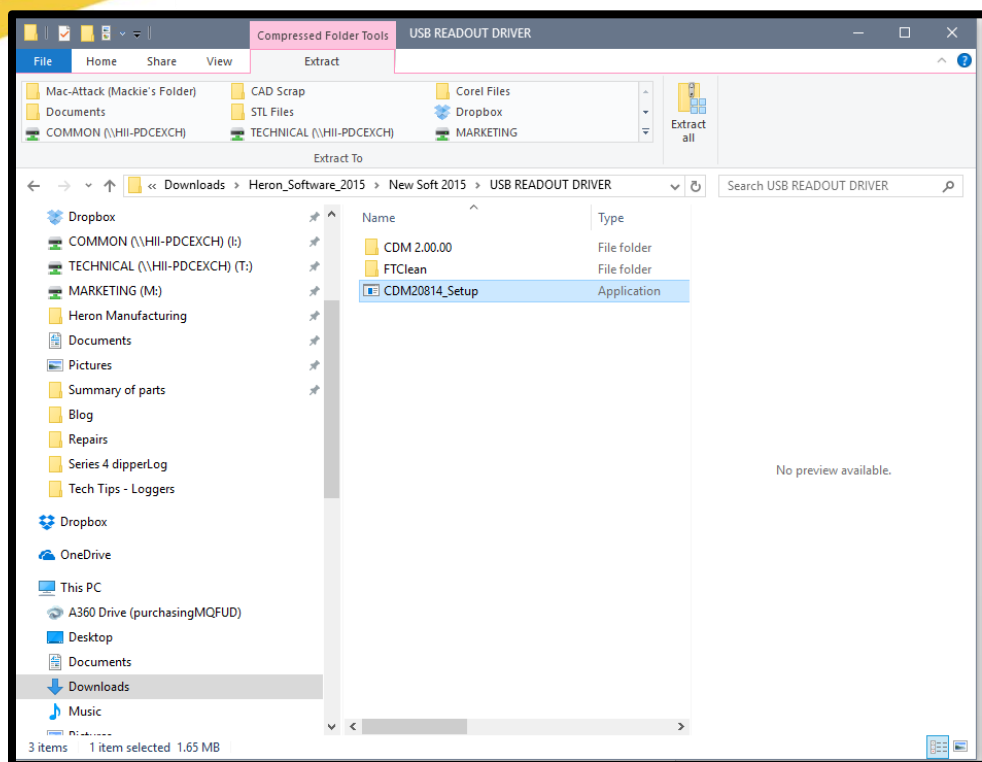 Compressed Folder Tools USB READOUT DRIVER
File Home Share View Extract
Mac-Attack (Mackie's Folder) CAD Scrap Corel Files
Documents STL Files Dropbox
COMMON (\\HII-PDCEXCH) TECHNICAL (\\HII-PDCEXCH) MARKETING
Extract all
Extract To
« Downloads > Heron_Software_2015 > New Soft 2015 > USB READOUT DRIVER Search USB READOUT DRIVER
Name Type
Dropbox
COMMON (\\HII-PDCEXCH) (I:)
TECHNICAL (\\HII-PDCEXCH) (T:)
MARKETING (M:)
Heron Manufacturing
Documents
Pictures
Summary of parts
Blog
Repairs
Series 4 dipperLog
Tech Tips - Loggers
Dropbox
OneDrive
This PC
A360 Drive (purchasingMQFUD)
Desktop
Documents
Downloads
Music
Pictures
CDM 2.00.00 File folder
FTClean File folder
CDM20814_Setup Application
No preview available.
3 items 1 item selected 1.65 MB